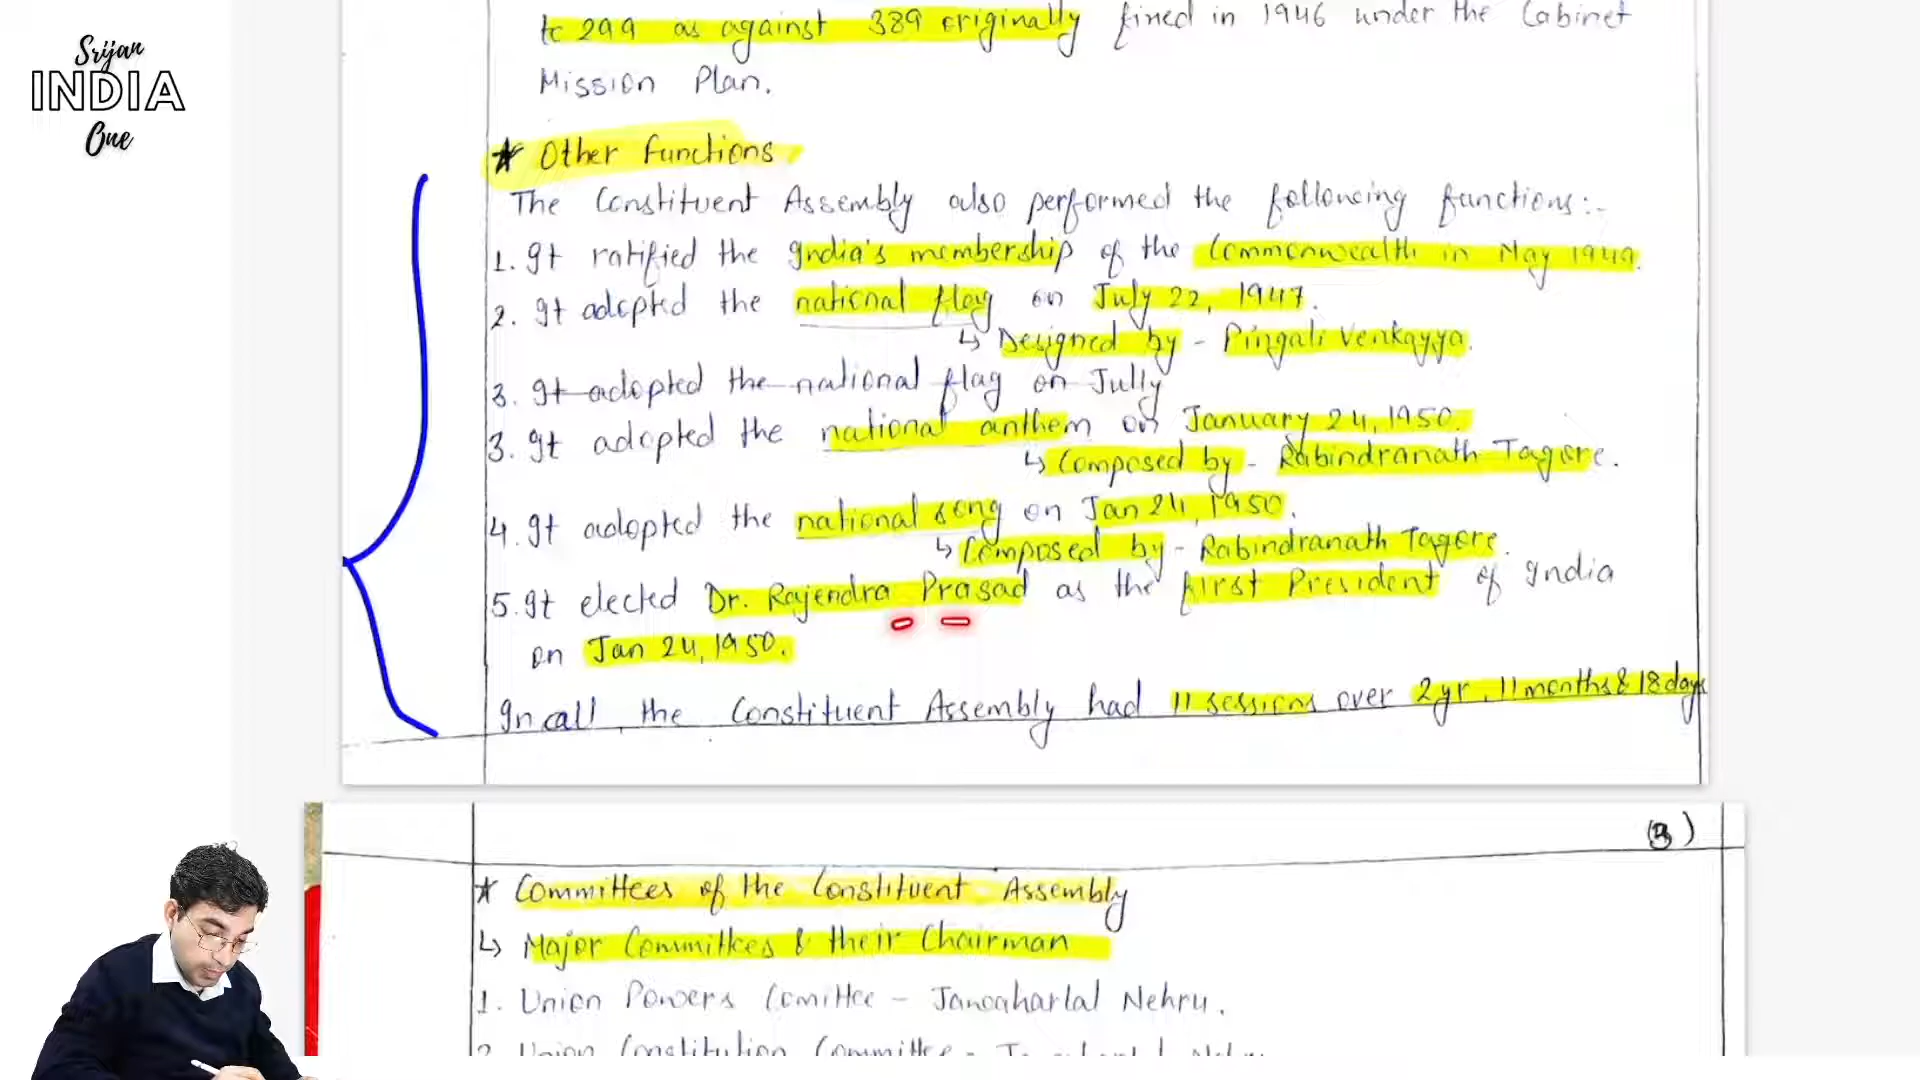 Srijan
INDIA
One
to 299 as against 389 originally fixed in 1946 under the Cabinet
Mission Plan.
★ Other Functions
The Constituent Assembly also performed the following functions:-
1. It ratified the India's membership of the Commonwealth in May 1949.
2. It adopted the national flag on July 22, 1947.
↳ Designed by - Pingali Venkayya.
3. It adopted the national flag on Jully
3. It adopted the national anthem on January 24, 1950.
↳ Composed by - Rabindranath Tagore.
4. It adopted the national song on Jan 24, 1950.
↳ Composed by - Rabindranath Tagore.
5. It elected Dr. Rajendra Prasad as the first President of India
on Jan 24, 1950.
In all, the Constituent Assembly had 11 sessions over 2yr, 11 months & 18 days
(3)
★ Committees of the Constituent Assembly
↳ Major Committees & their Chairman
1. Union Powers Comittee - Jawaharlal Nehru.
2. Union Constitution Committee -